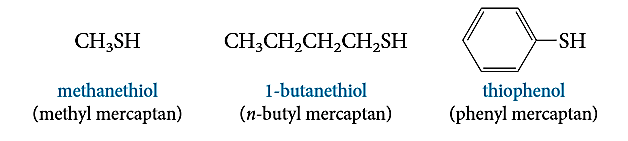 CH₃SH CH₃CH₂CH₂CH₂SH SH
methanethiol 1-butanethiol thiophenol
(methyl mercaptan) (n-butyl mercaptan) (phenyl mercaptan)